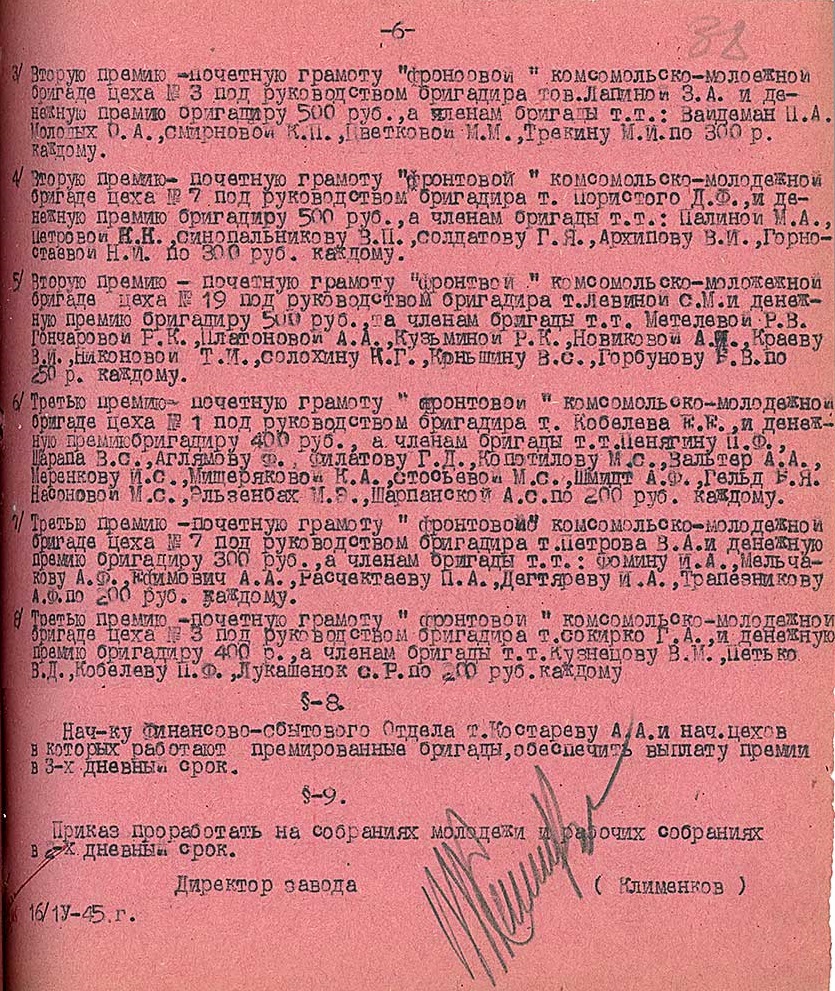 -6-
38
3/ Вторую премию -почетную грамоту "фроновой " комсомольско-молоежной
бригаде цеха № 3 под руководством бригадира тов.Лапиной З.А. и де-
нежную премию бригадиру 500 руб.,а членам бригады т.т.: Вайдеман П.А.
Молодых О.А.,смирновой К.П.,Цветковой М.М.,Трекину М.И.по 300 р.
каждому.
4/ Вторую премию- почетную грамоту "фронтовой " комсомольско-молодежной
бригаде цеха № 7 под руководством бригадира т. Пористого Д.Ф.,и де-
нежную премию бригадиру 500 руб.,а членам бригады т.т.: Палиной М.А.,
Петровой Н.Н.,синопальникову В.П.,солдатову Г.Я.,Архипову В.И.,Горно-
стаевой Н.И. по 300 руб. каждому.
5/ Вторую премию - почетную грамоту "фронтвой " комсомольско-моложежной
бригаде цеха № 19 под руководством бригадира т.Левиной с.М.и денеж-
ную премию бригадиру 500 руб.,та членам бригады т.т. Метелевой Р.В.
Гончаровой Р.К.,Платоновой А.А.,Кузьминой Р.К.,Новиковой А.И.,Краеву
В.И.,Никоновой Т.И.,солохину К.Г.,Коньшину В.с.,Горбунову Е.В.по
250 р. каждому.
6/ Третью премию- почетную грамоту " фронтовой " комсомольско-молодежной
бригаде цеха № 1 под руководством бригадира т. Кобелева Е.Е.,и денеж-
ную премиюбригадиру 400 руб., а членам бригады т.т.Пенягину П.Ф.,
Шарапа В.с.,Аглямову Ф., Филатову Г.Д.,Копотилову М.с.,Вальтер А.А.,
Меренкову И.с.,Мищеряковой К.А.,стосьевой М.с.,Шмидт А.Ф.,Гельд Е.Я.
Насоновой М.с.,Эльзенбах М.Э.,Шарпанской А.с.по 200 руб. каждому.
7/ Третью премию -почетную грамоту " фронтовой" комсомольско-молодежной
бригаде цеха № 7 под руководством бригадира т.Петрова В.А.и денежную
премию бригадиру 300 руб.,а членам бригады т.т.: Фомину И.А.,Мельча-
кову А.Ф.,Ефимович А.А.,Расчектаеву П.А.,Дегтяреву И.А.,Трапезникову
А.Ф.по 200 руб. каждому.
8/ Третью премию -почетную грамоту " фронтовой " комсомольско-молодежной
бригаде цеха № 3 под руководством бригадира т.сокирко Г.А.,и денежную
премию бригадиру 400 р.,а членам бригады т.т.Кузнецову В.М.,Петько
В.Д.,Кобелеву П.Ф.,Лукашенок с.Р.по 200 руб.каждому
§-8.
Нач-ку Финансово-сбытового Отдела т.Костареву А.А.и нач.цехов
в которых работают премированные бригады,обеспечить выплату премии
в 3-х дневный срок.
§-9.
Приказ проработать на собраниях молодежи и рабочих собраниях
в х дневный срок.
Директор завода ( Клименков )
16/1У-45.г.